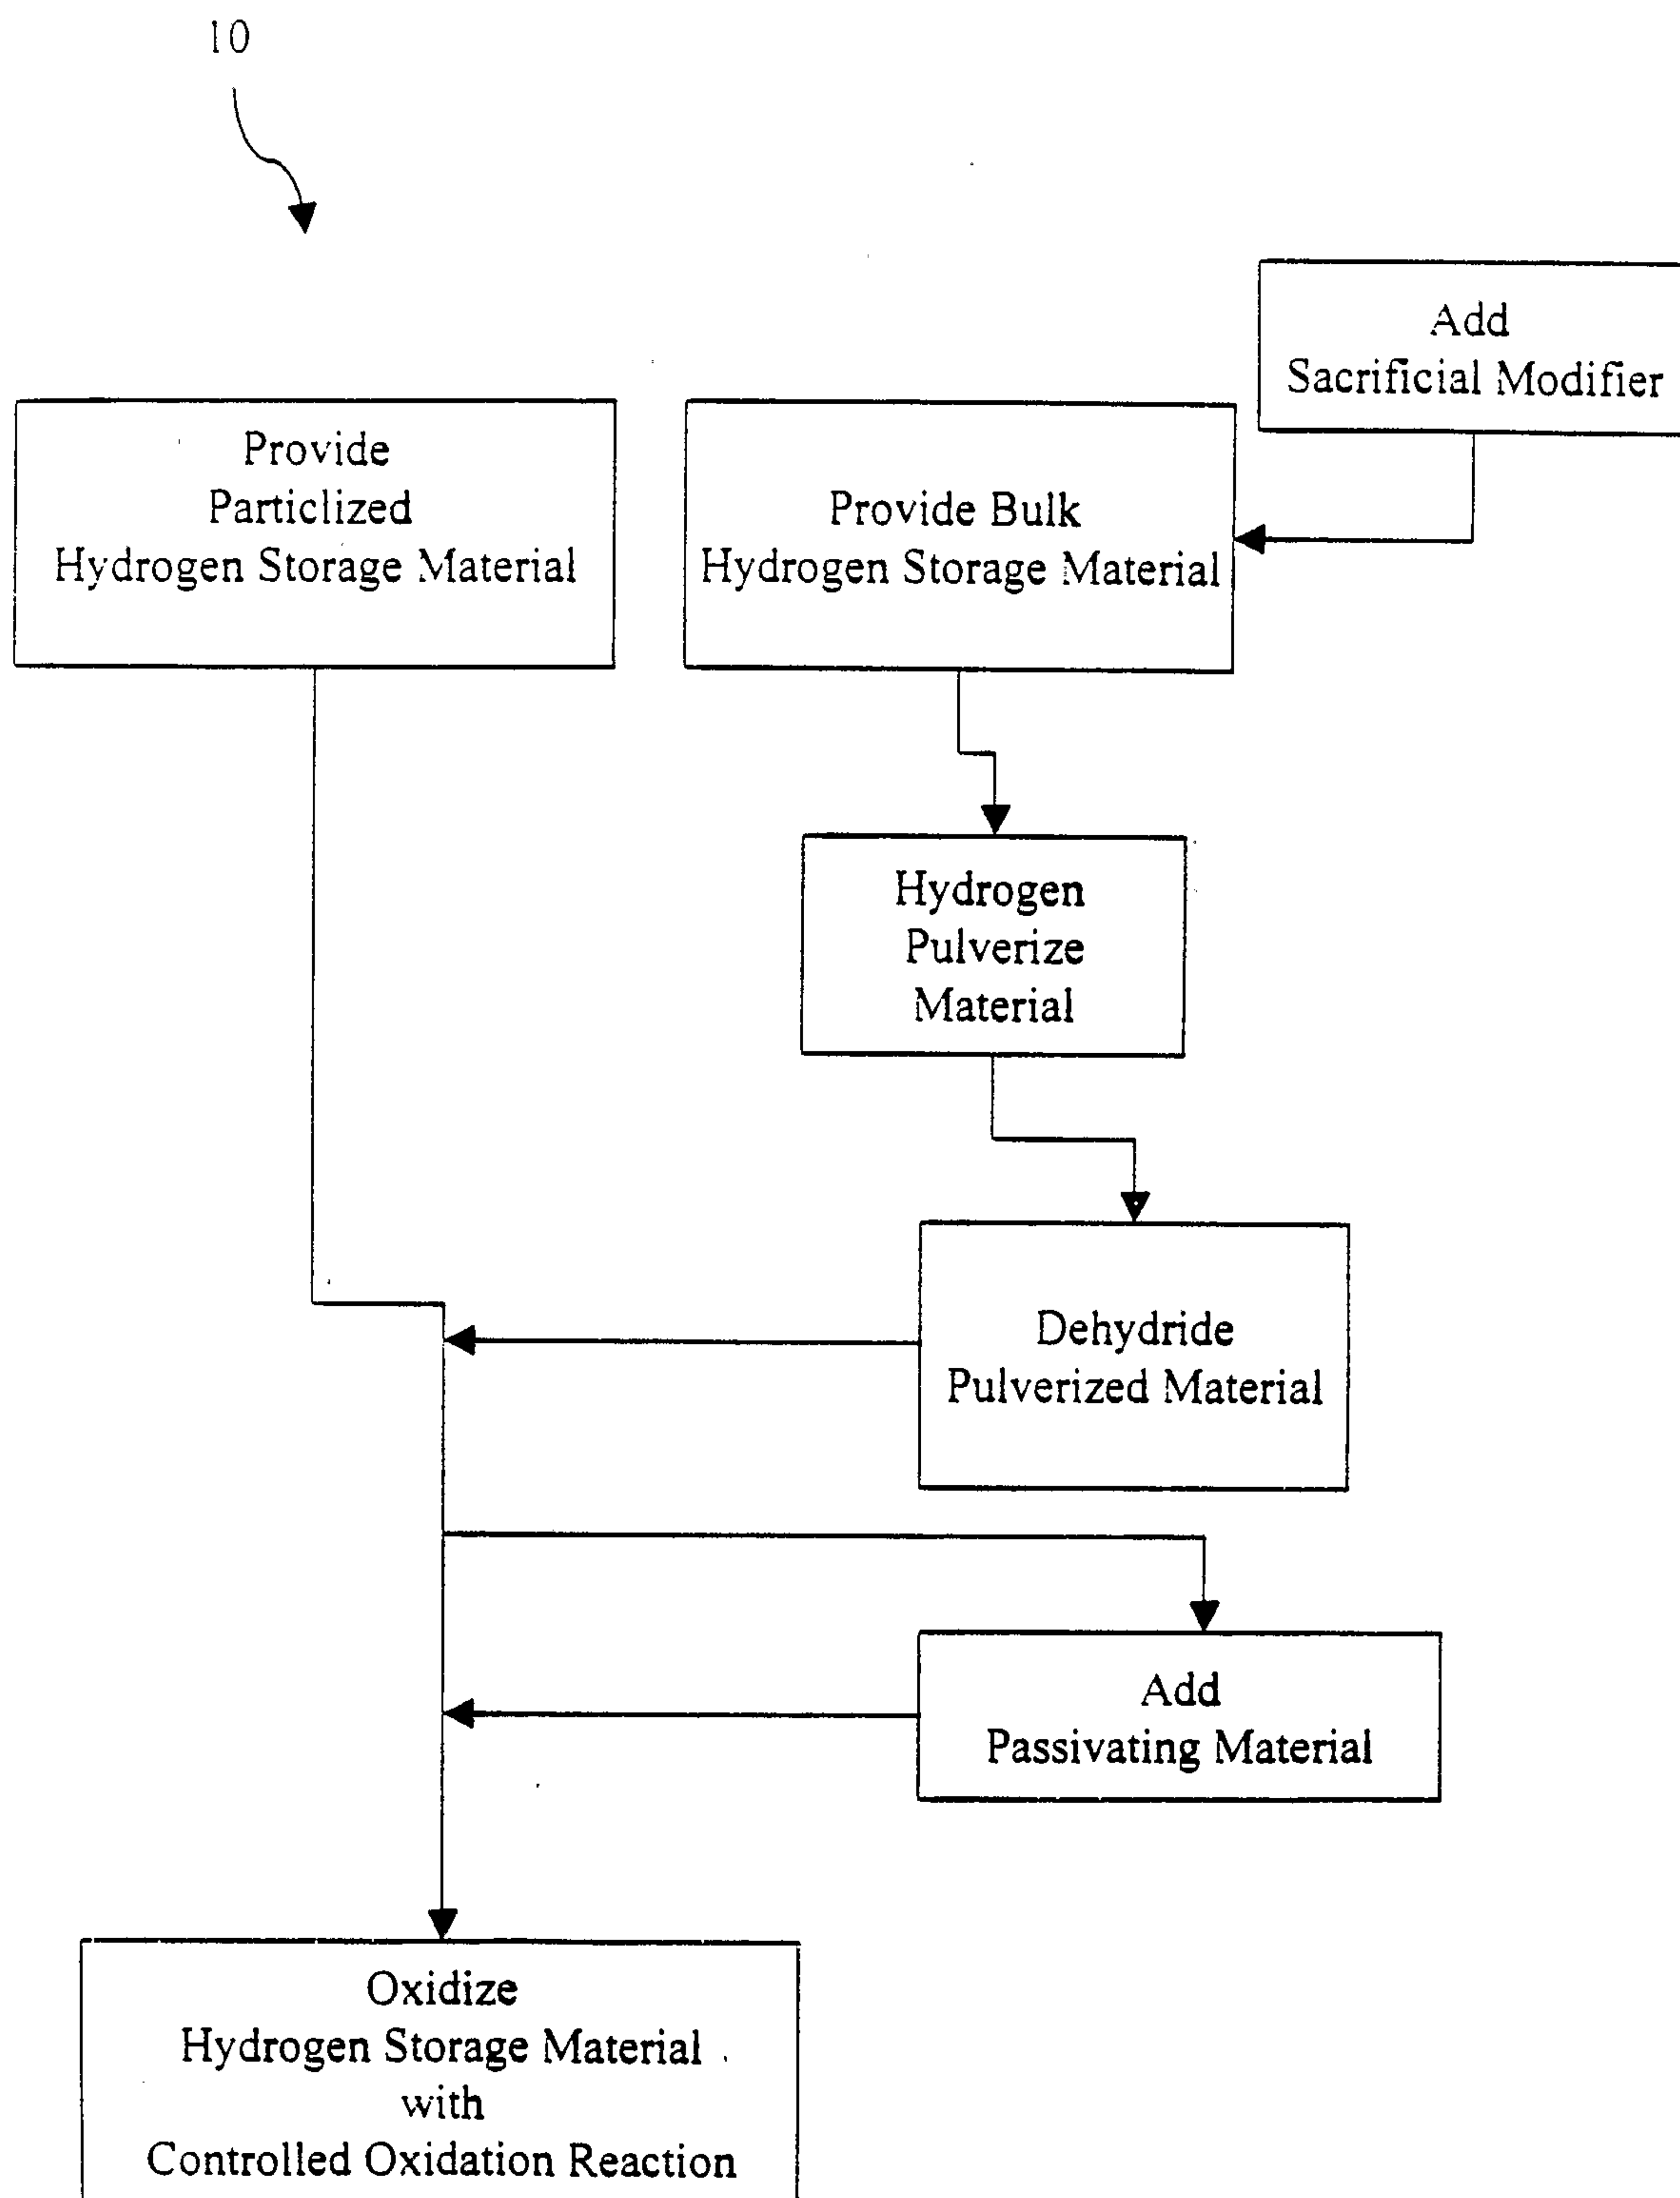 10
Add
Sacrificial Modifier
Provide
Particlized
Hydrogen Storage Material
Provide Bulk
Hydrogen Storage Material
Hydrogen
Pulverize
Material
Dehydride
Pulverized Material
Add
Passivating Material
Oxidize
Hydrogen Storage Material
with
Controlled Oxidation Reaction